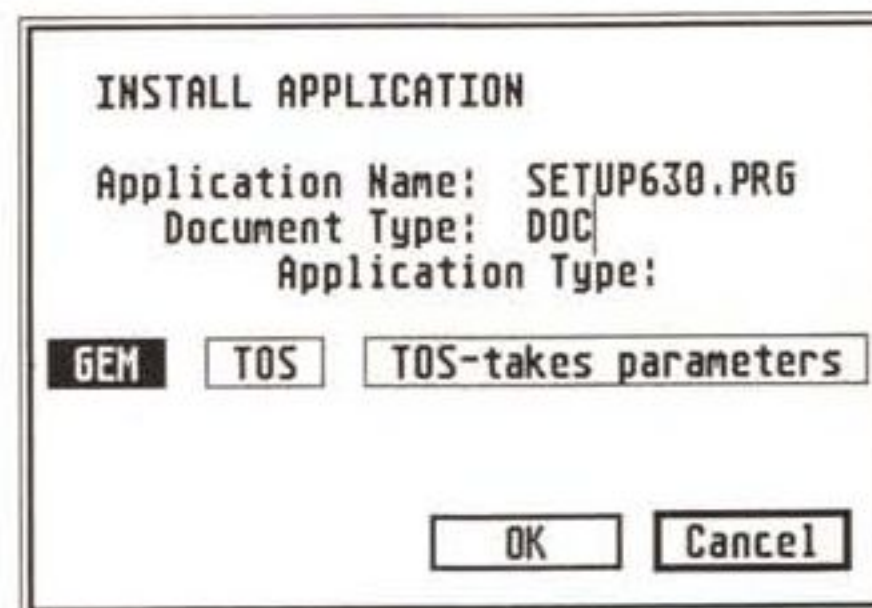 INSTALL APPLICATION
Application Name: SETUP630.PRG
Document Type: DOC
Application Type:
GEM TOS TOS-takes parameters
OK Cancel